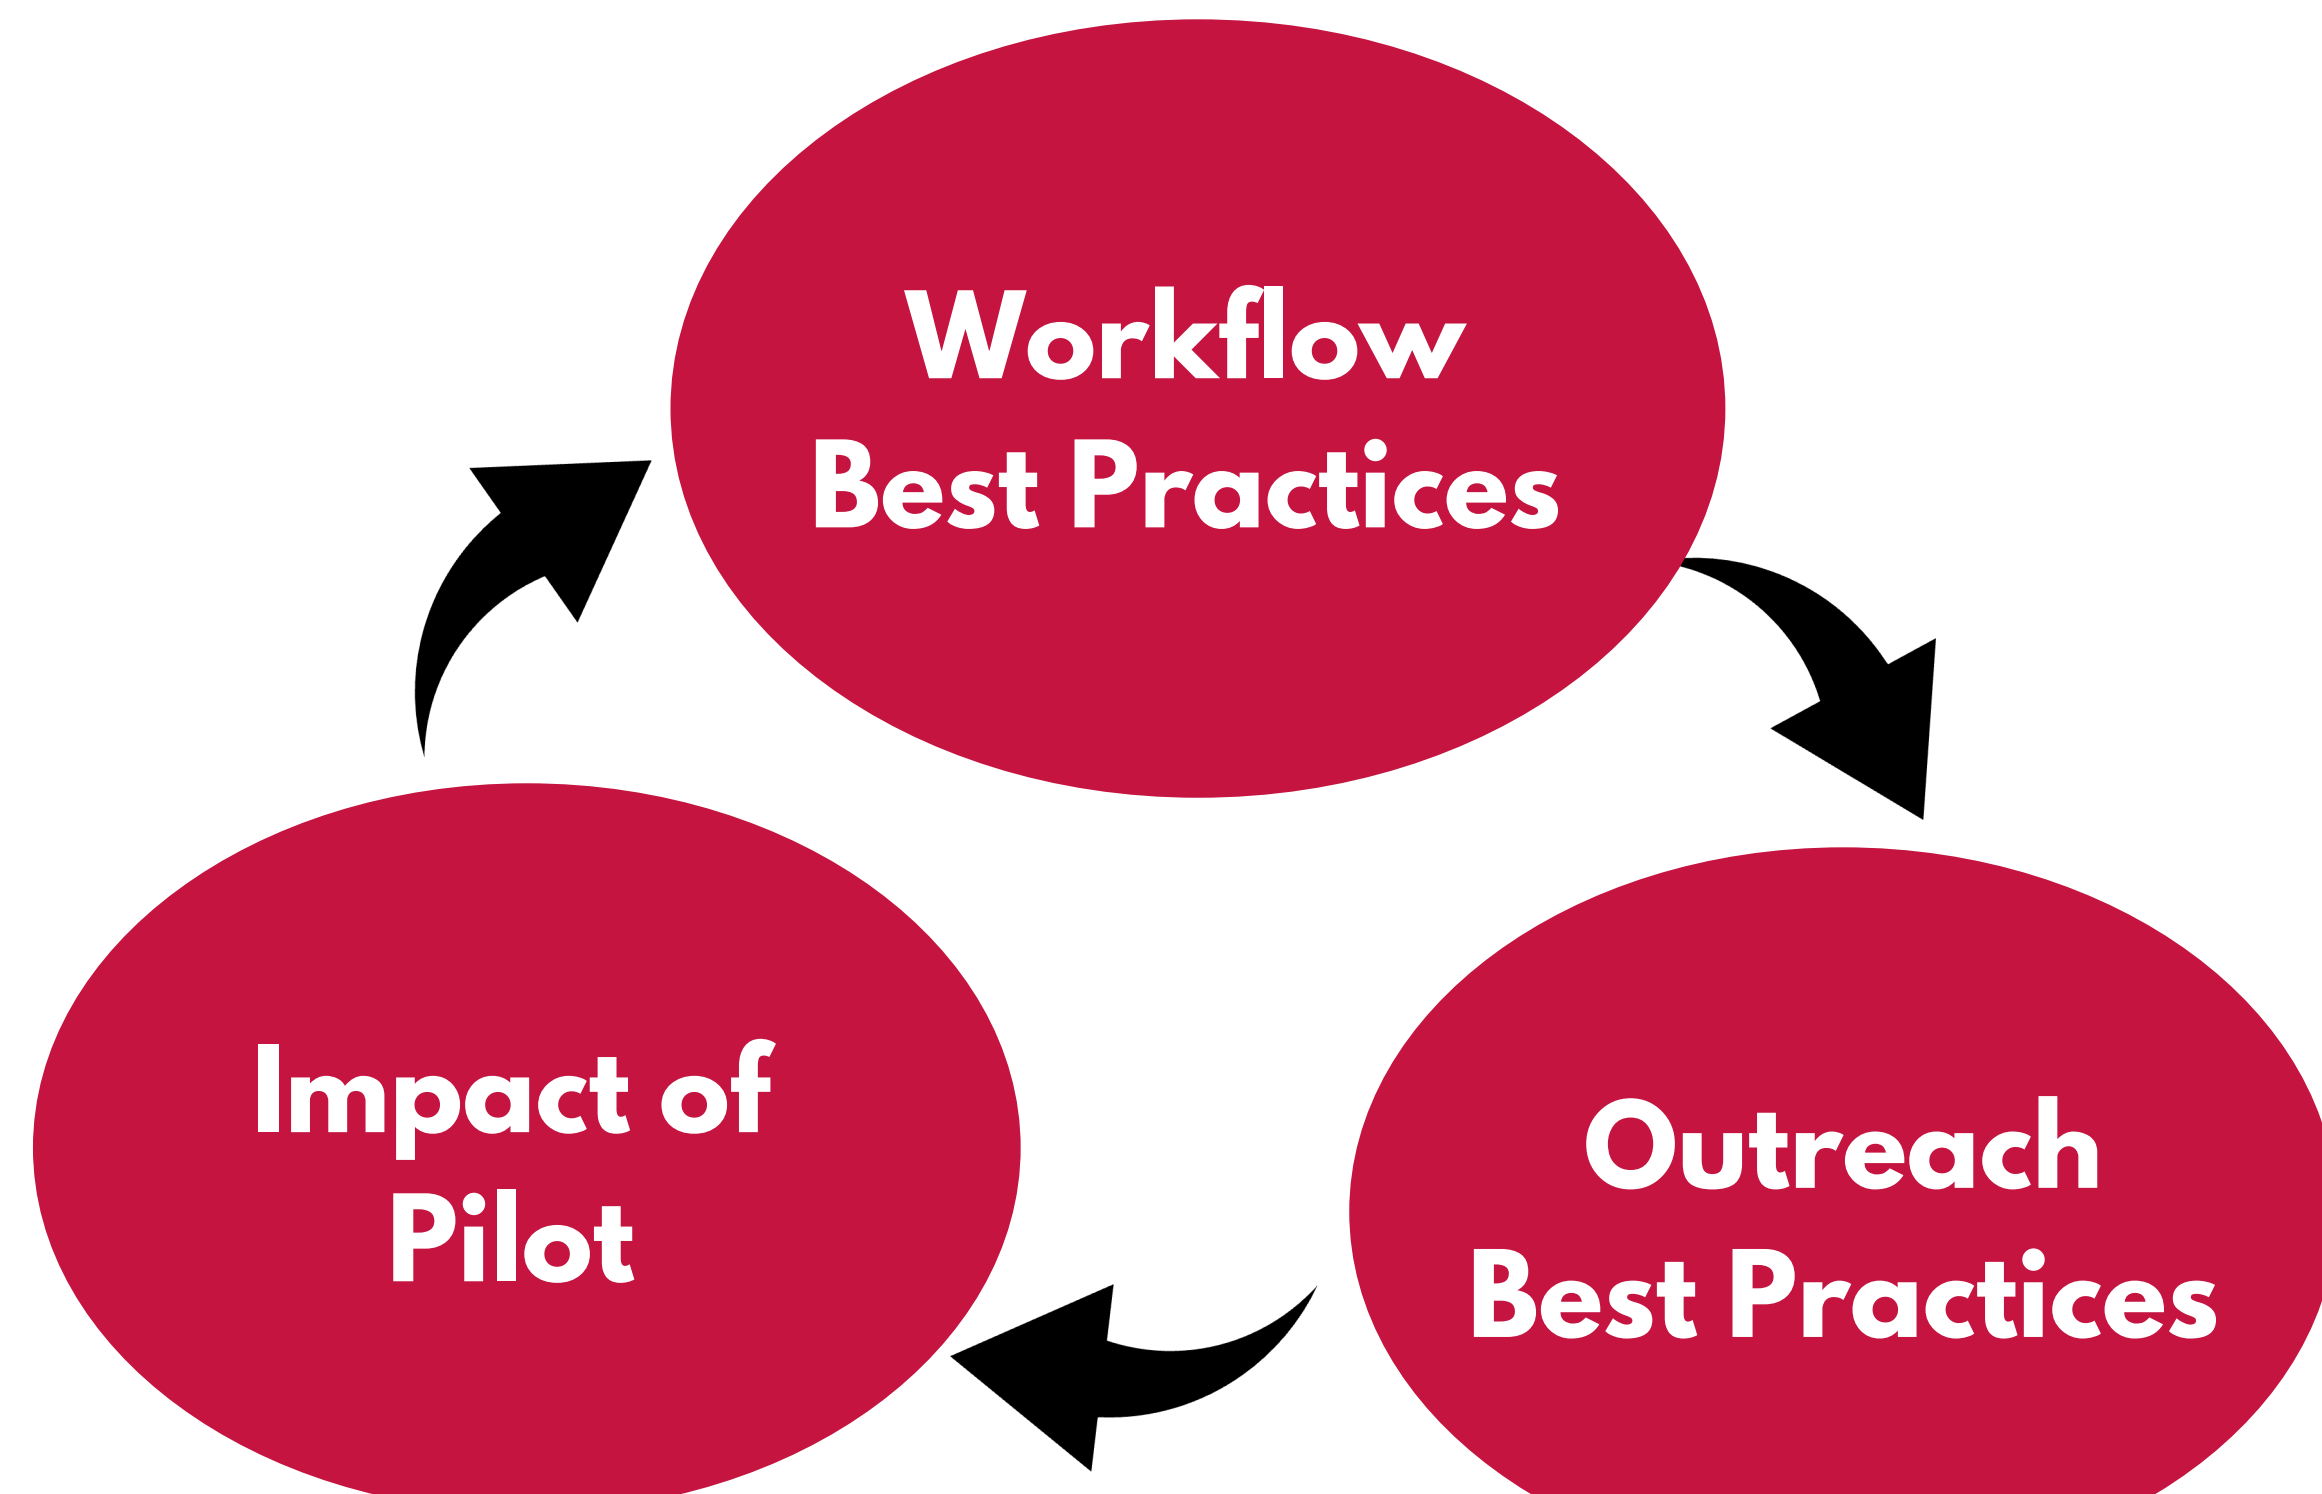 Workflow
Best Practices
Impact of
Pilot
Outreach
Best Practices